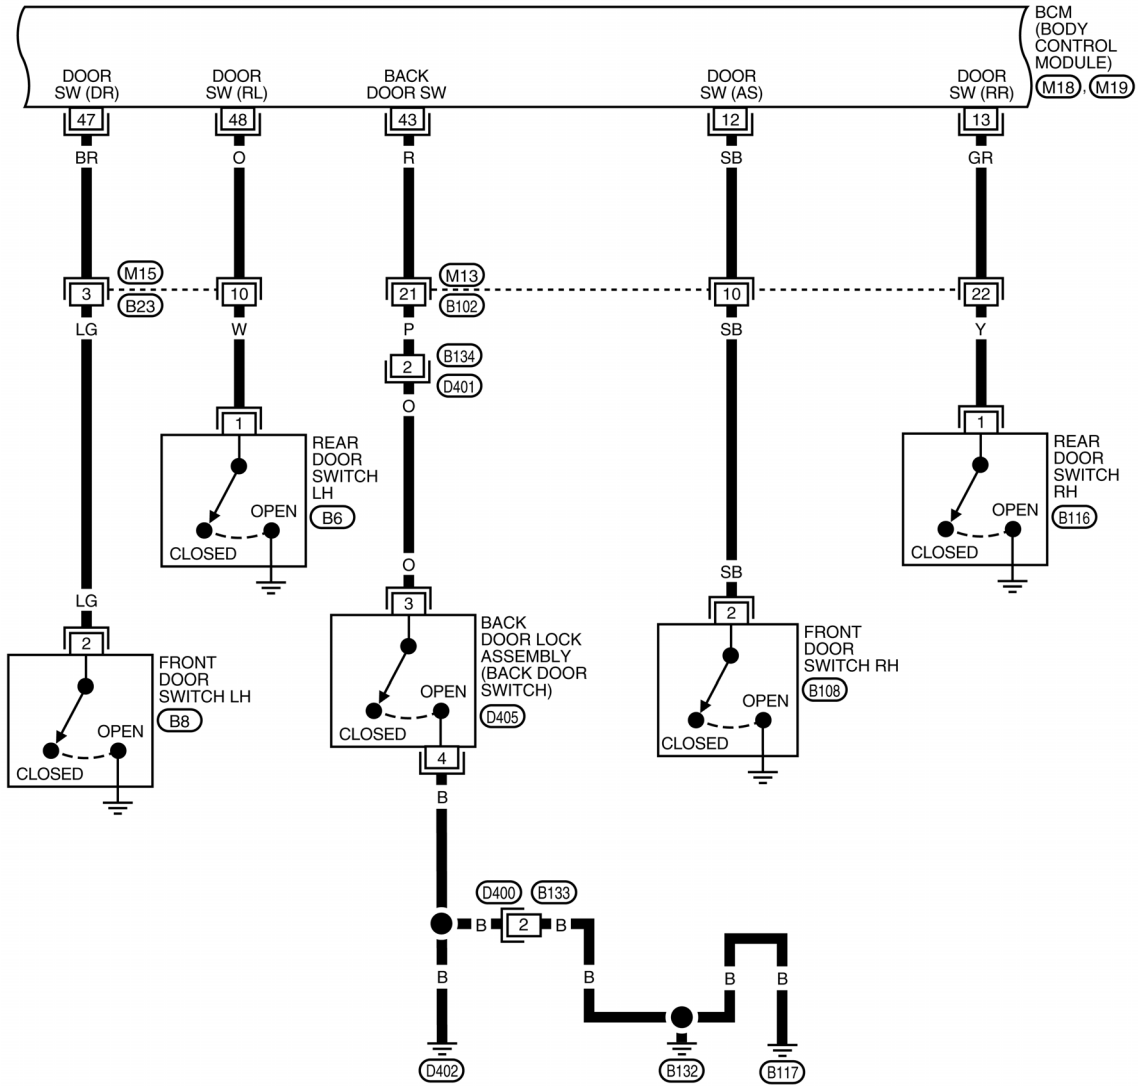 BCM
(BODY
CONTROL
MODULE)
M18 , M19
DOOR
SW (DR)
DOOR
SW (RL)
BACK
DOOR SW
DOOR
SW (AS)
DOOR
SW (RR)
47
48
43
12
13
BR
O
R
SB
GR
M15
M13
3
10
21
10
22
B23
B102
LG
W
P
SB
Y
B134
2
D401
O
1
1
REAR
DOOR
SWITCH
LH
B6
OPEN
CLOSED
REAR
DOOR
SWITCH
RH
B116
OPEN
CLOSED
O
SB
LG
3
2
2
BACK
DOOR LOCK
ASSEMBLY
(BACK DOOR
SWITCH)
D405
OPEN
CLOSED
4
FRONT
DOOR
SWITCH RH
B108
OPEN
CLOSED
FRONT
DOOR
SWITCH LH
B8
OPEN
CLOSED
B
D400
B133
B
2
B
B
B
B
B
D402
B132
B117